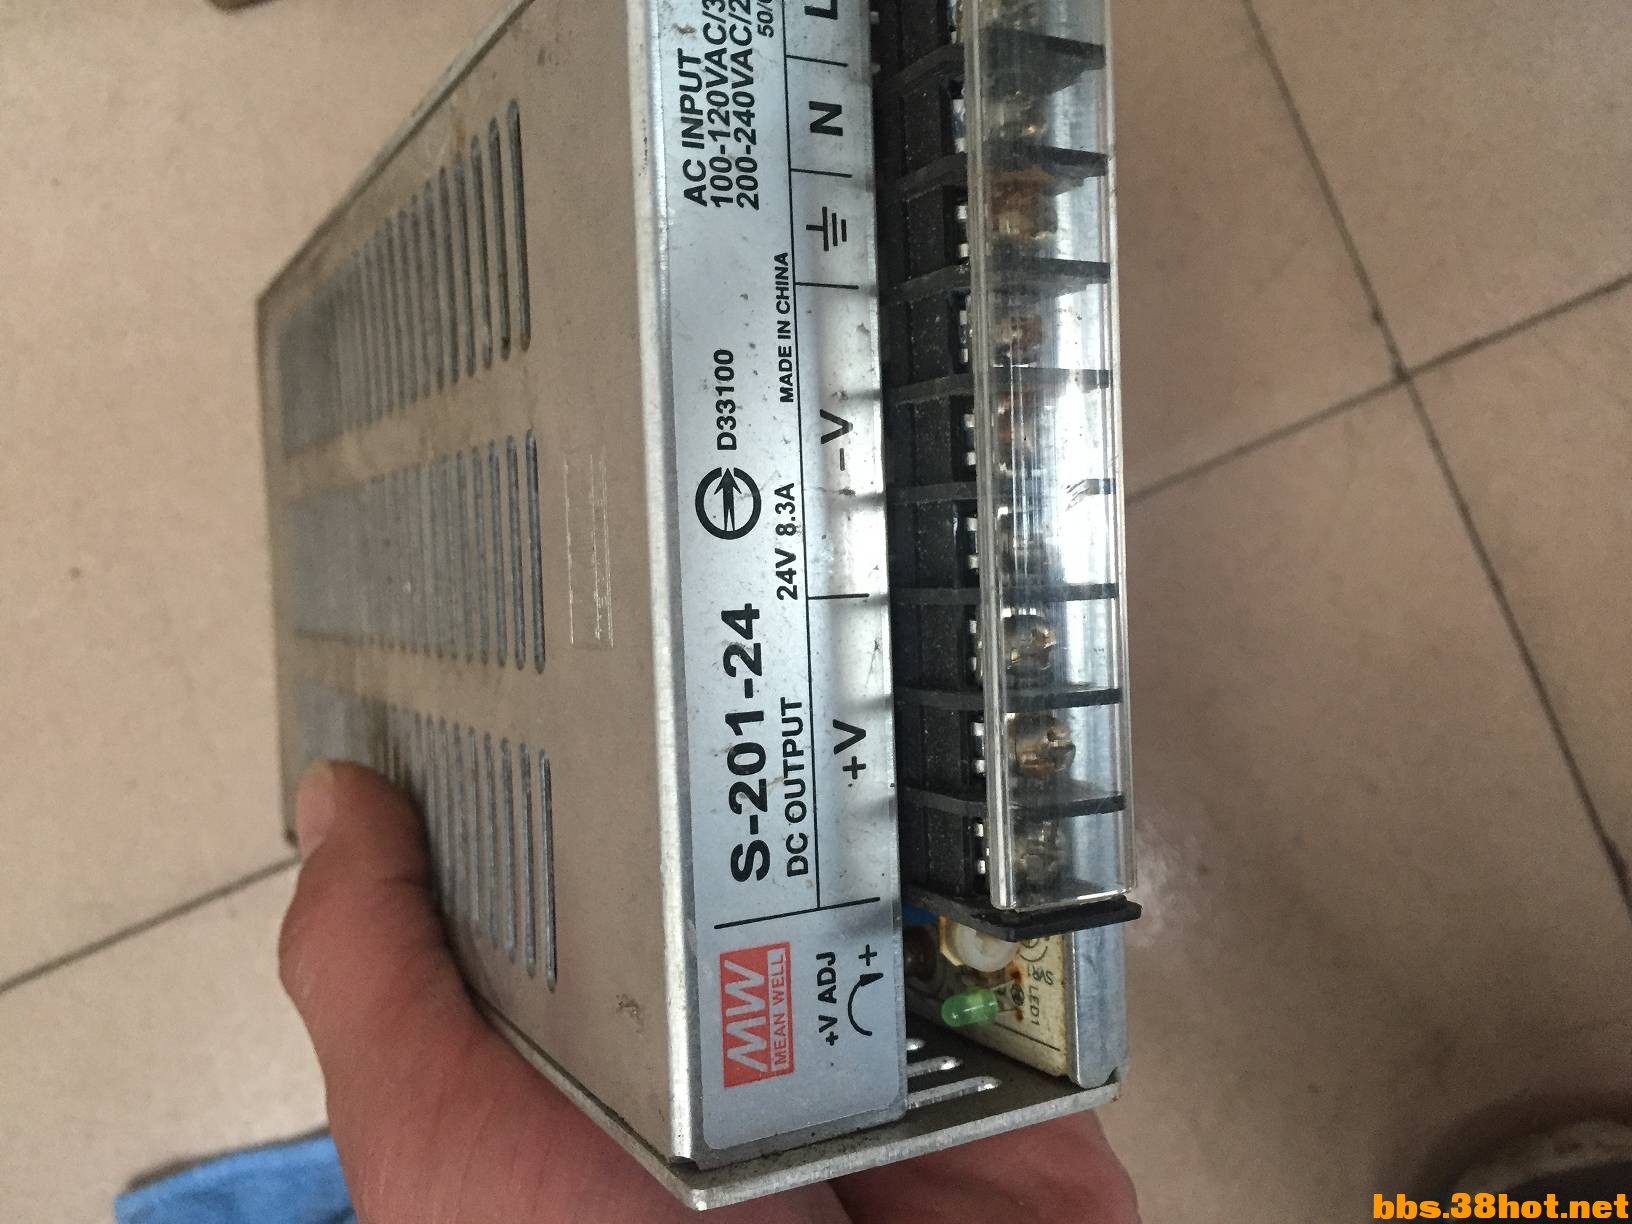 MW
MEAN WELL
S-201-24
D33100
DC OUTPUT
24V 8.3A
MADE IN CHINA
AC INPUT
100-120VAC/3
200-240VAC/2
50/
+V ADJ
+
+V
-V
N
L
LED1
bbs.38hot.net